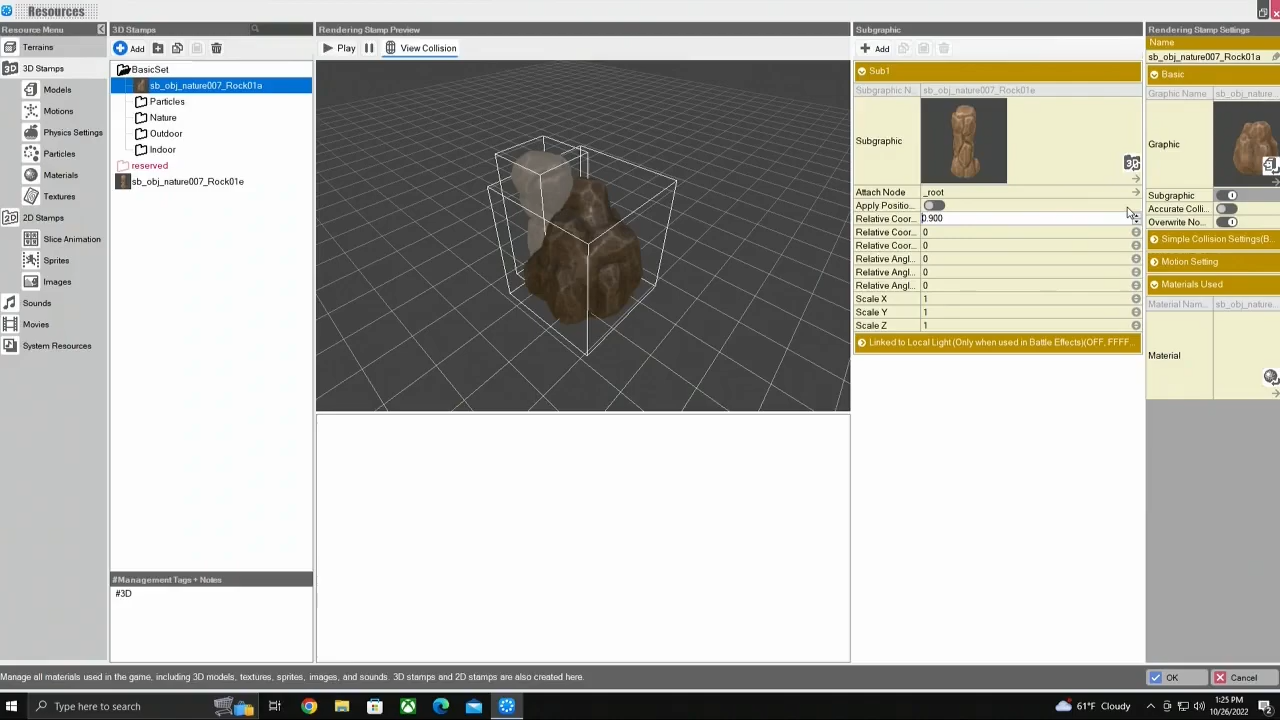 Resources
Resource Menu
Terrains
3D Stamps
Models
Motions
Physics Settings
Particles
Materials
Textures
2D Stamps
Slice Animation
Sprites
Images
Sounds
Movies
System Resources
3D Stamps
Add
BasicSet
sb_obj_nature007_Rock01a
Particles
Nature
Outdoor
Indoor
reserved
sb_obj_nature007_Rock01e
#Management Tags + Notes
#3D
Rendering Stamp Preview
Play
View Collision
Subgraphic
Add
Sub1
Subgraphic N... sb_obj_nature007_Rock01e
Subgraphic
3D
Attach Node _root
Apply Positio...
Relative Coor... 0.900
Relative Coor... 0
Relative Coor... 0
Relative Angl... 0
Relative Angl... 0
Relative Angl... 0
Scale X 1
Scale Y 1
Scale Z 1
Linked to Local Light (Only when used in Battle Effects)(OFF, FFFF...
Rendering Stamp Settings
Name
sb_obj_nature007_Rock01a
Basic
Graphic Name sb_obj_nature...
Graphic
Subgraphic
Accurate Colli...
Overwrite No...
Simple Collision Settings(B...
Motion Setting
Materials Used
Material Nam... sb_obj_nature...
Material
Manage all materials used in the game, including 3D models, textures, sprites, images, and sounds. 3D stamps and 2D stamps are also created here.
OK
Cancel
Type here to search
61°F Cloudy
1:25 PM
10/26/2022
2